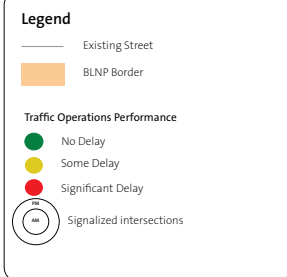 Legend
Existing Street
BLNP Border
Traffic Operations Performance
No Delay
Some Delay
Significant Delay
PM
AM
Signalized intersections